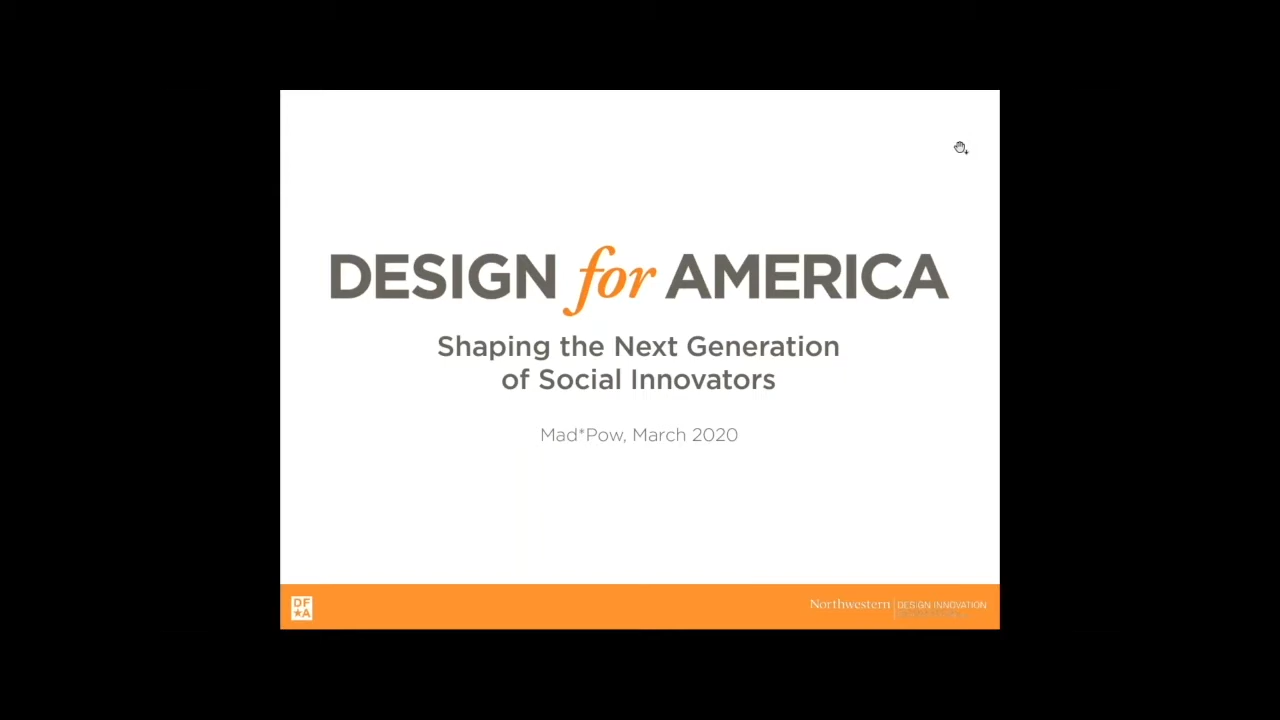 DESIGN for AMERICA
Shaping the Next Generation
of Social Innovators
Mad*Pow, March 2020
DF
★A
Northwestern | DESIGN INNOVATION